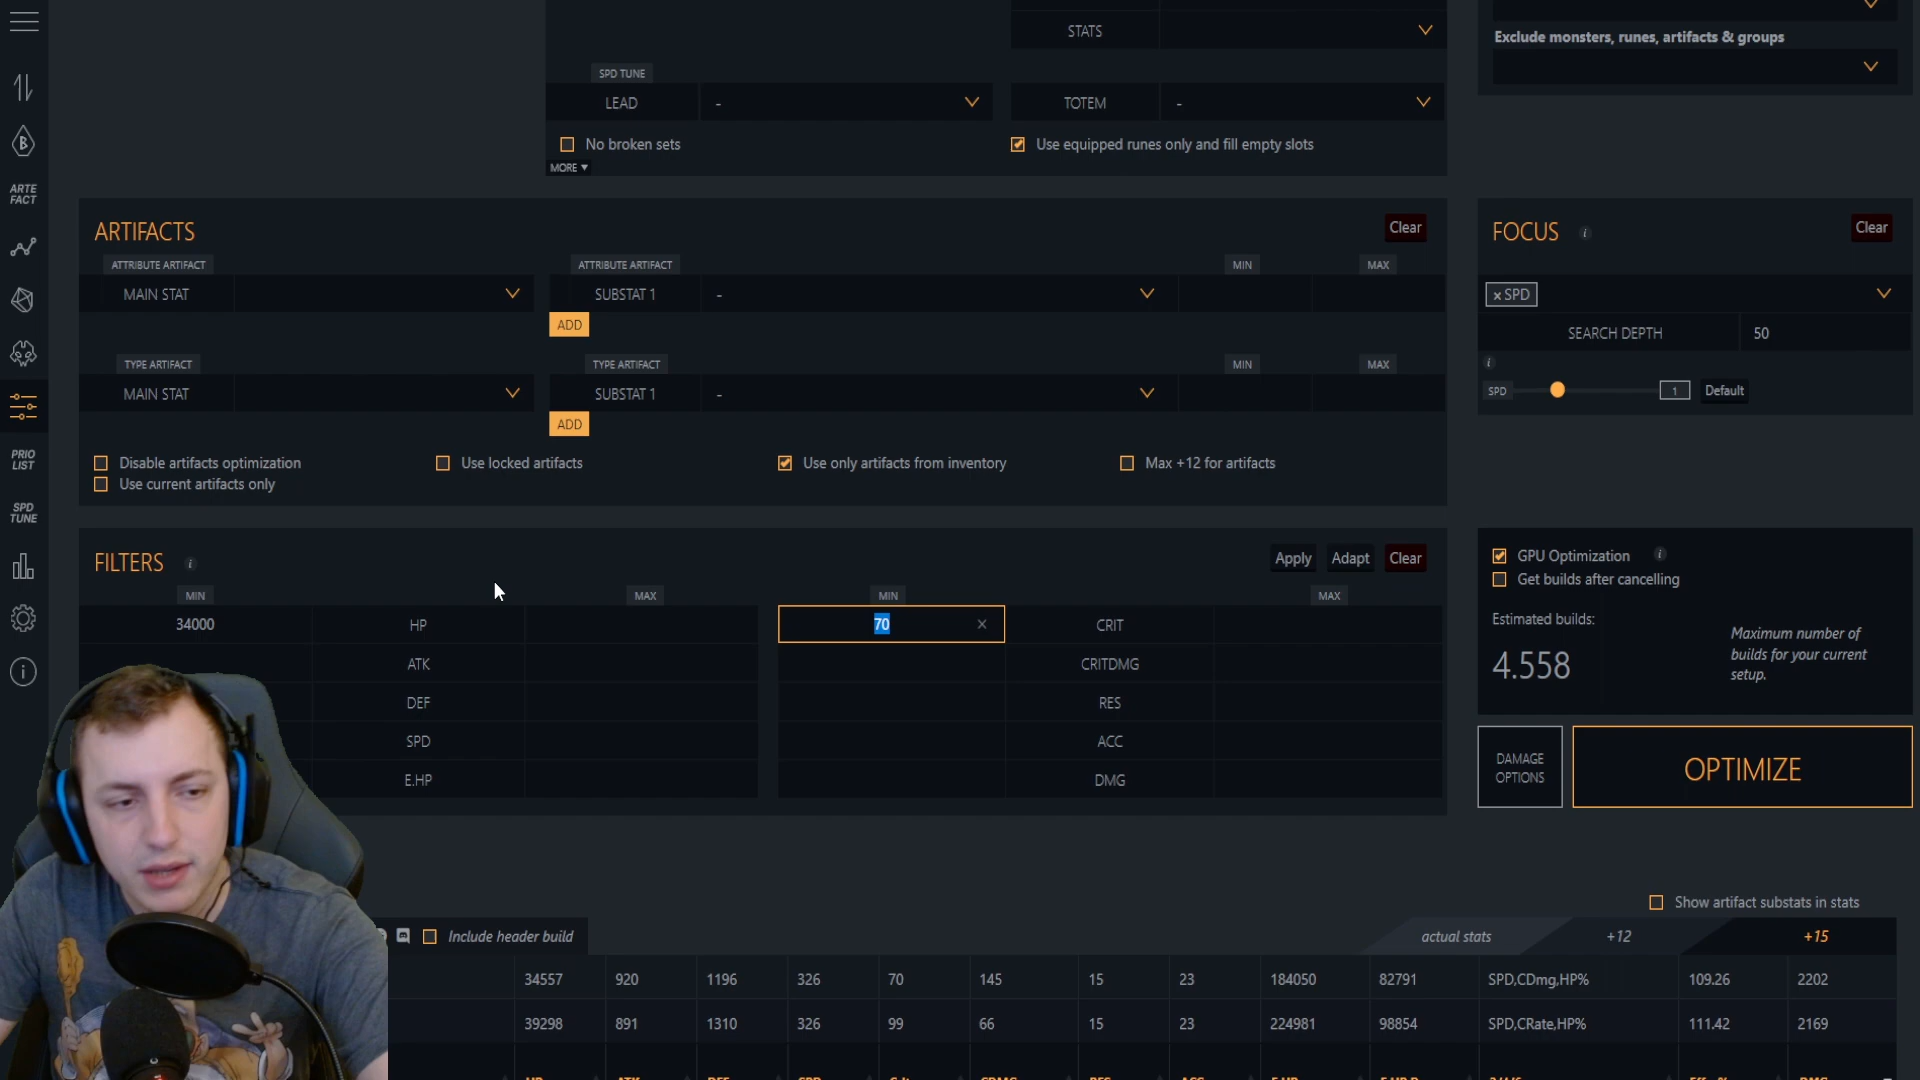 STATS
Exclude monsters, runes, artifacts & groups
SPD TUNE
LEAD -
TOTEM -
No broken sets
Use equipped runes only and fill empty slots
MORE
ARTE
FACT
ARTIFACTS
Clear
ATTRIBUTE ARTIFACT
MAIN STAT
ATTRIBUTE ARTIFACT
MIN
MAX
SUBSTAT 1 -
ADD
TYPE ARTIFACT
MAIN STAT
TYPE ARTIFACT
MIN
MAX
SUBSTAT 1 -
ADD
Disable artifacts optimization
Use locked artifacts
Use only artifacts from inventory
Max +12 for artifacts
Use current artifacts only
FOCUS i
Clear
x SPD
SEARCH DEPTH 50
i
SPD 1 Default
PRIO
LIST
SPD
TUNE
FILTERS i
Apply Adapt Clear
MIN MAX MIN MAX
34000 HP 70 × CRIT
ATK CRITDMG
DEF RES
SPD ACC
E.HP DMG
GPU Optimization i
Get builds after cancelling
Estimated builds:
4.558
Maximum number of
builds for your current
setup.
DAMAGE
OPTIONS
OPTIMIZE
Show artifact substats in stats
Include header build
actual stats +12 +15
34557 920 1196 326 70 145 15 23 184050 82791 SPD,CDmg,HP% 109.26 2202
39298 891 1310 326 99 66 15 23 224981 98854 SPD,CRate,HP% 111.42 2169